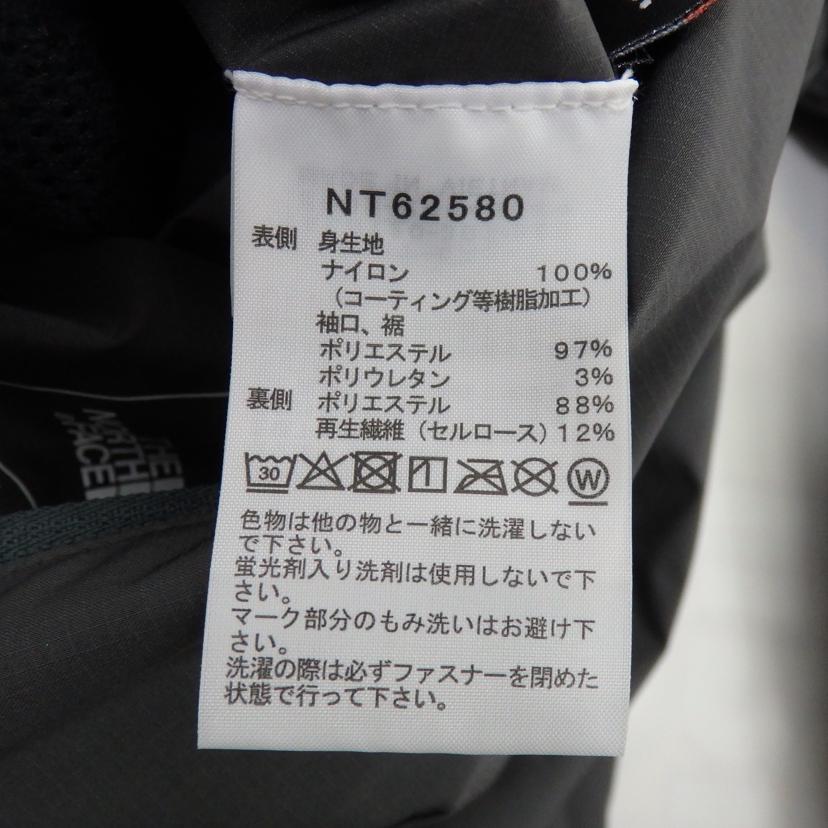 NT62580
表側 身生地
ナイロン 100%
（コーティング等樹脂加工）
袖口、裾
ポリエステル 97%
ポリウレタン 3%
裏側 ポリエステル 88%
再生繊維（セルロース）12%
30 W
色物は他の物と一緒に洗濯しない
で下さい。
蛍光剤入り洗剤は使用しないで下
さい。
マーク部分のもみ洗いはお避け下
さい。
洗濯の際は必ずファスナーを閉めた
状態で行って下さい。
THE
NORTH
FACE